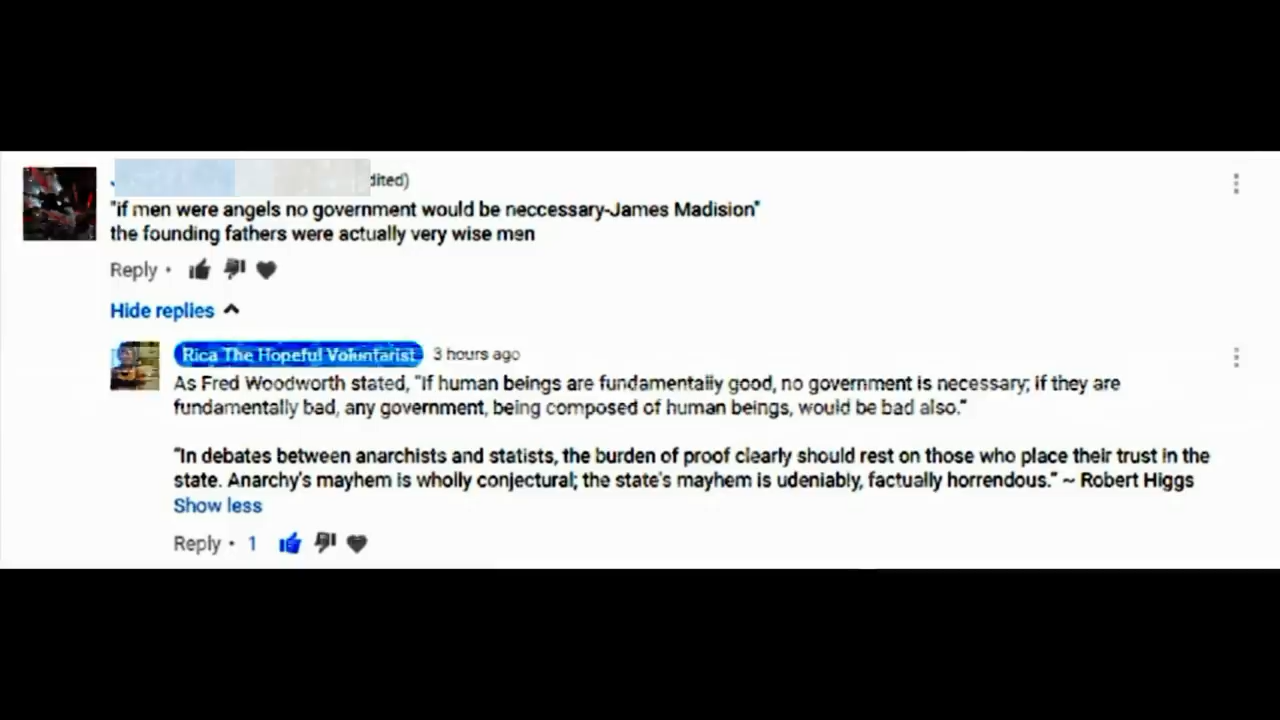 dited)
"if men were angels no government would be neccessary-James Madision"
the founding fathers were actually very wise men
Reply •
Hide replies
Rica The Hopeful Voluntarist 3 hours ago
As Fred Woodworth stated, "If human beings are fundamentally good, no government is necessary; if they are
fundamentally bad, any government, being composed of human beings, would be bad also."
"In debates between anarchists and statists, the burden of proof clearly should rest on those who place their trust in the
state. Anarchy's mayhem is wholly conjectural; the state's mayhem is udeniably, factually horrendous." ~ Robert Higgs
Show less
Reply • 1